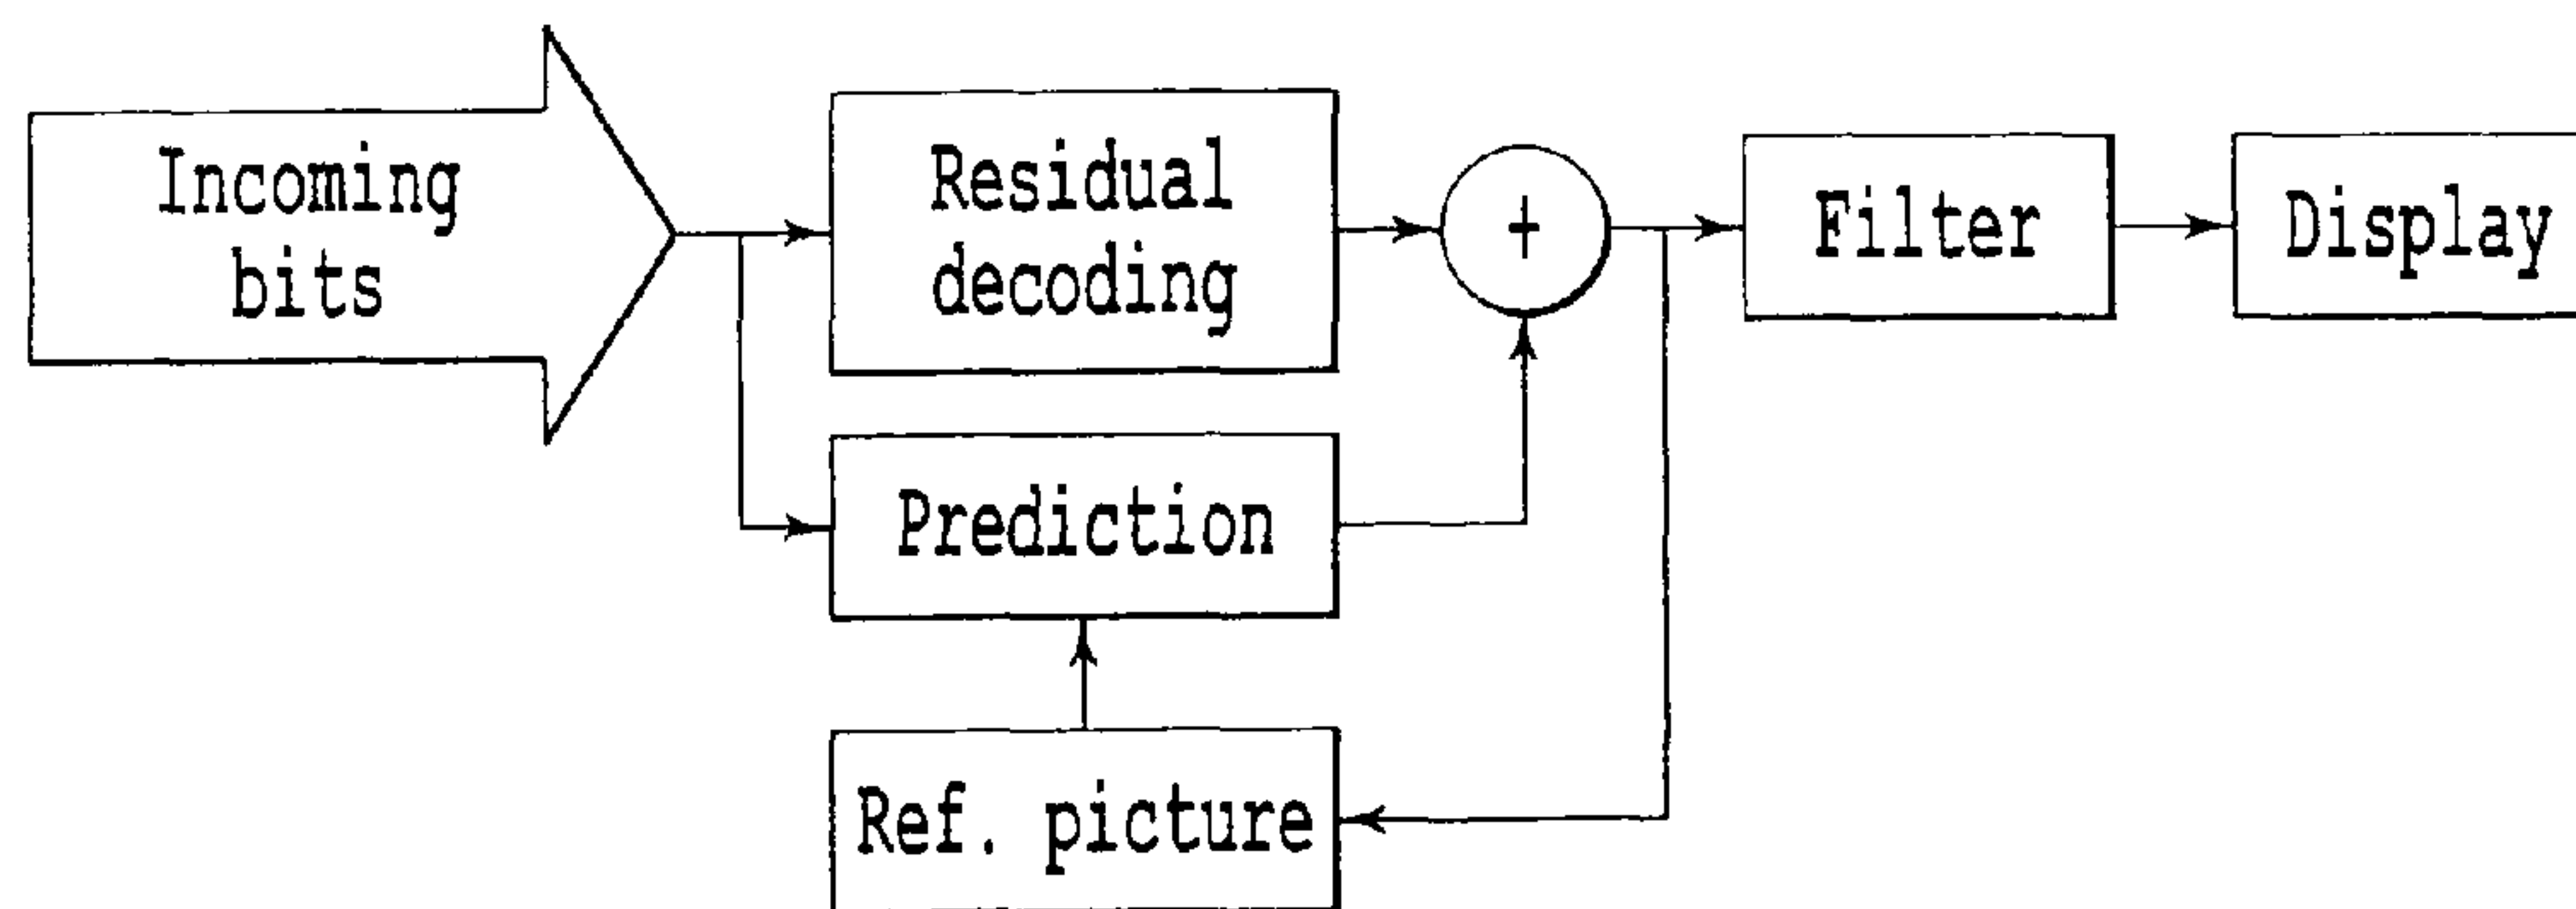 Incoming
bits
Residual
decoding
+
Filter
Display
Prediction
Ref. picture